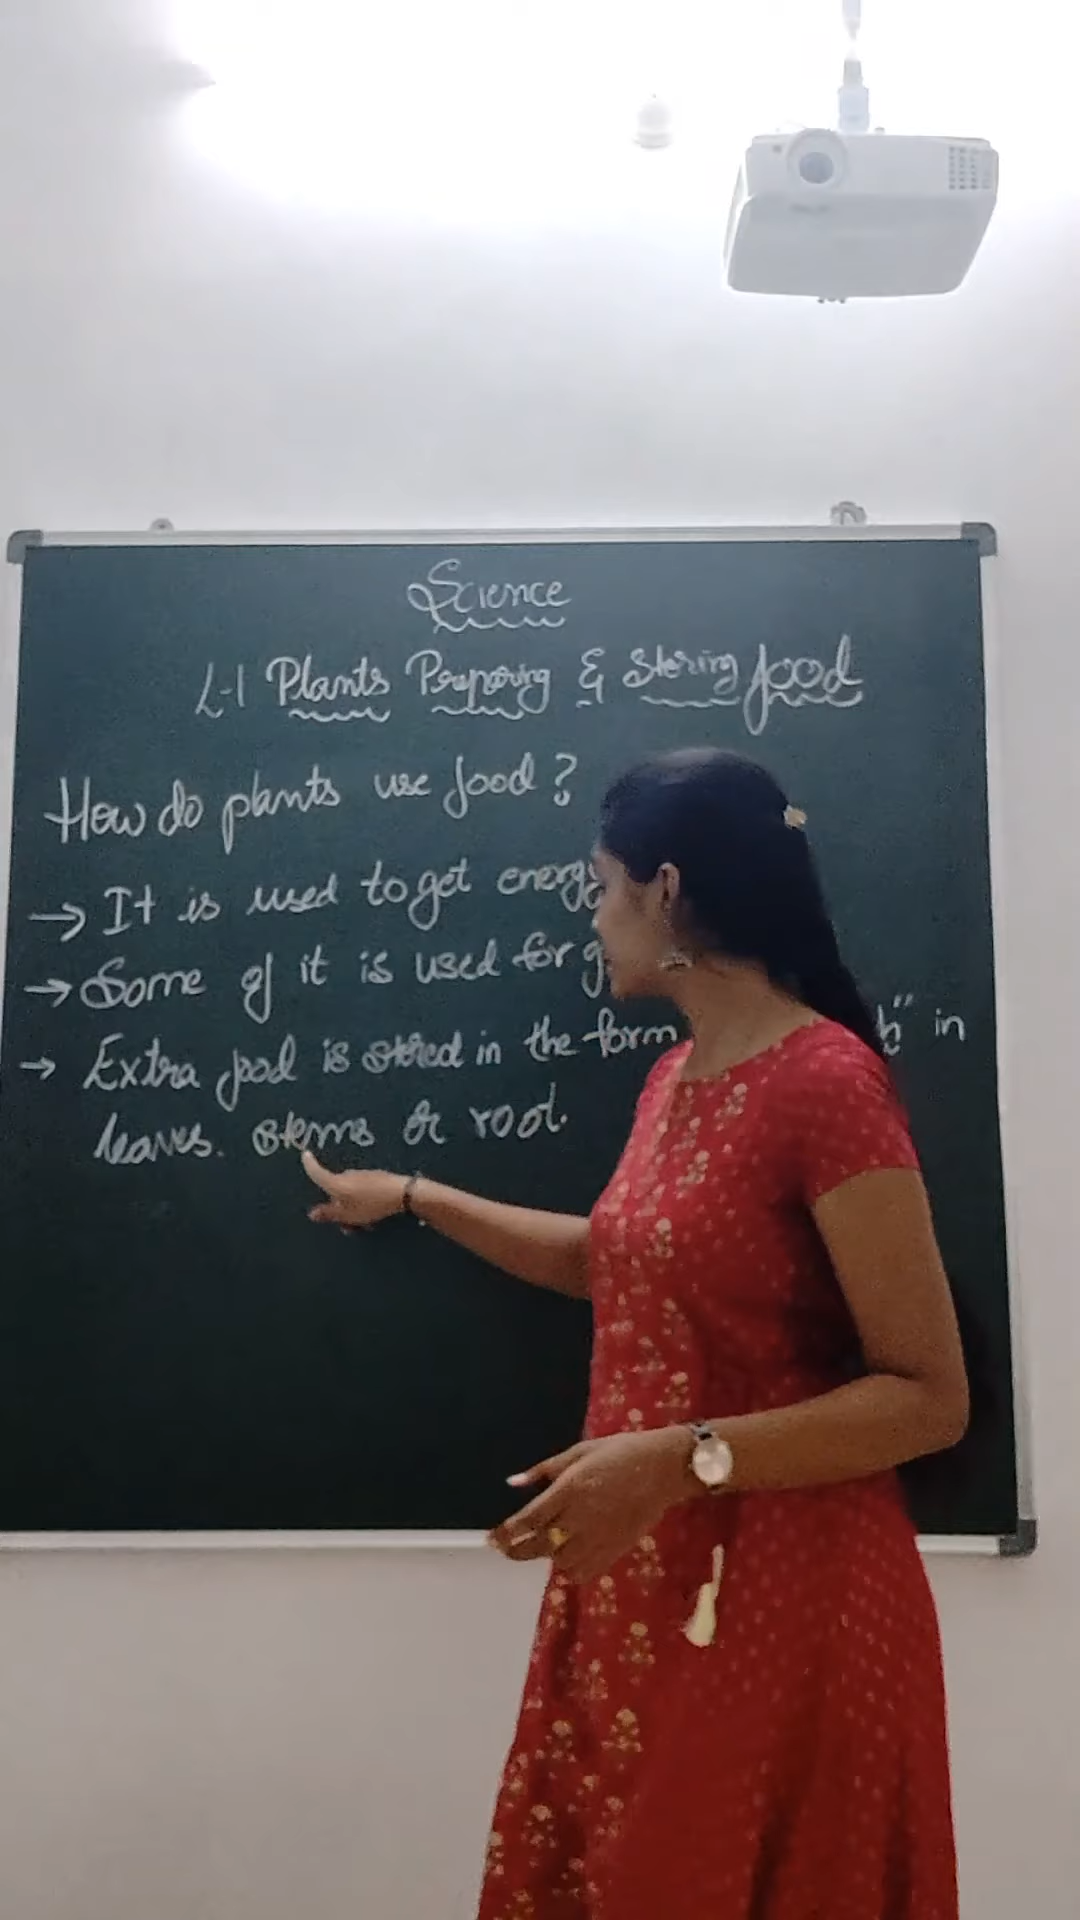 Science
L-1 Plants Preparing & Storing food
How do plants use food?
→ It is used to get energy
→ Some of it is used for
→ Extra food is stored in the form in
leaves. stems or root.